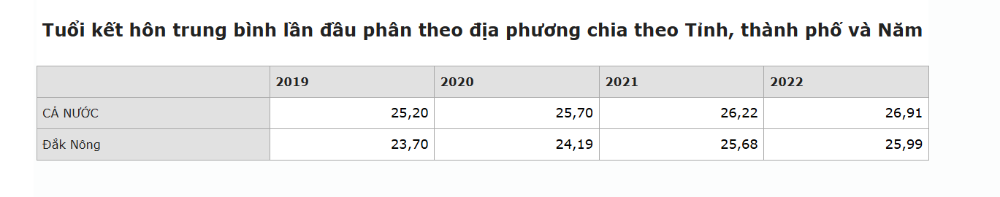 Tuổi kết hôn trung bình lần đầu phân theo địa phương chia theo Tỉnh, thành phố và Năm
2019 2020 2021 2022
CẢ NƯỚC 25,20 25,70 26,22 26,91
Đắk Nông 23,70 24,19 25,68 25,99